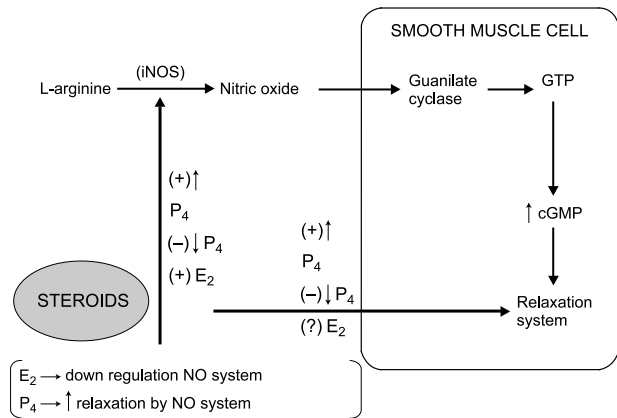 SMOOTH MUSCLE CELL
(iNOS)
L-arginine
Nitric oxide
Guanilate
cyclase
GTP
(+)↑
P₄
(–)↓ P₄
(+) E₂
(+)↑
P₄
(–)↓ P₄
(?) E₂
↑ cGMP
Relaxation
system
STEROIDS
E₂ → down regulation NO system
P₄ → ↑ relaxation by NO system